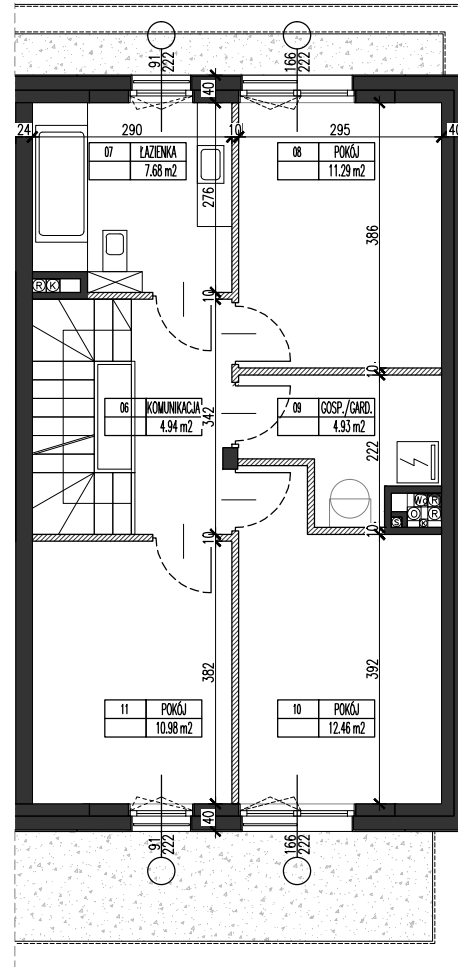 91
222
166
222
40
24
290
10
295
40
07 ŁAZIENKA
7.68 m2
08 POKÓJ
11.29 m2
276
386
R K
10
10
06 KOMUNIKACJA
4.94 m2
342
09 GOSP./GARD.
4.93 m2
222
Wd R
O R
S K
10
10
382
392
11 POKÓJ
10.98 m2
10 POKÓJ
12.46 m2
40
91
222
166
222